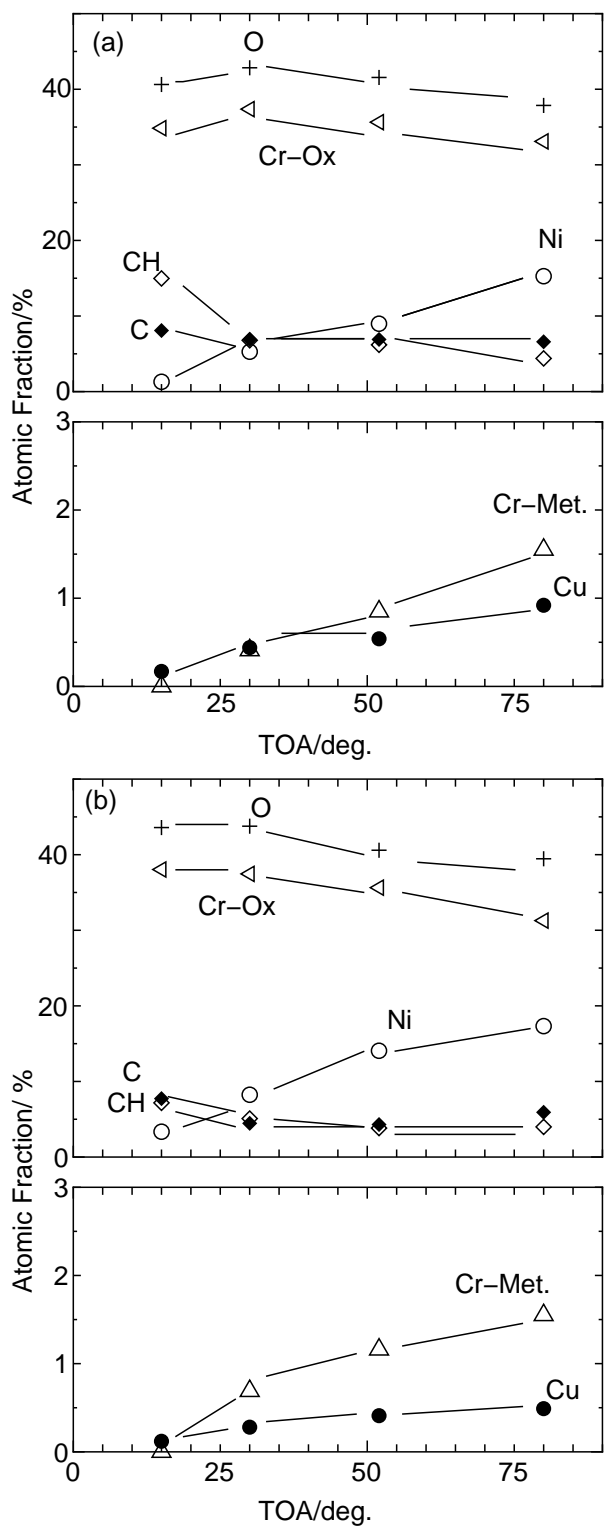 (a)
O
40
Cr–Ox
20
Ni
CH
C
0
Atomic Fraction/%
3
2
Cr–Met.
1
Cu
0
0 25 50 75
TOA/deg.
(b)
O
40
Cr–Ox
20
Ni
C
CH
0
Atomic Fraction/ %
3
2
Cr–Met.
1
Cu
0
0 25 50 75
TOA/deg.